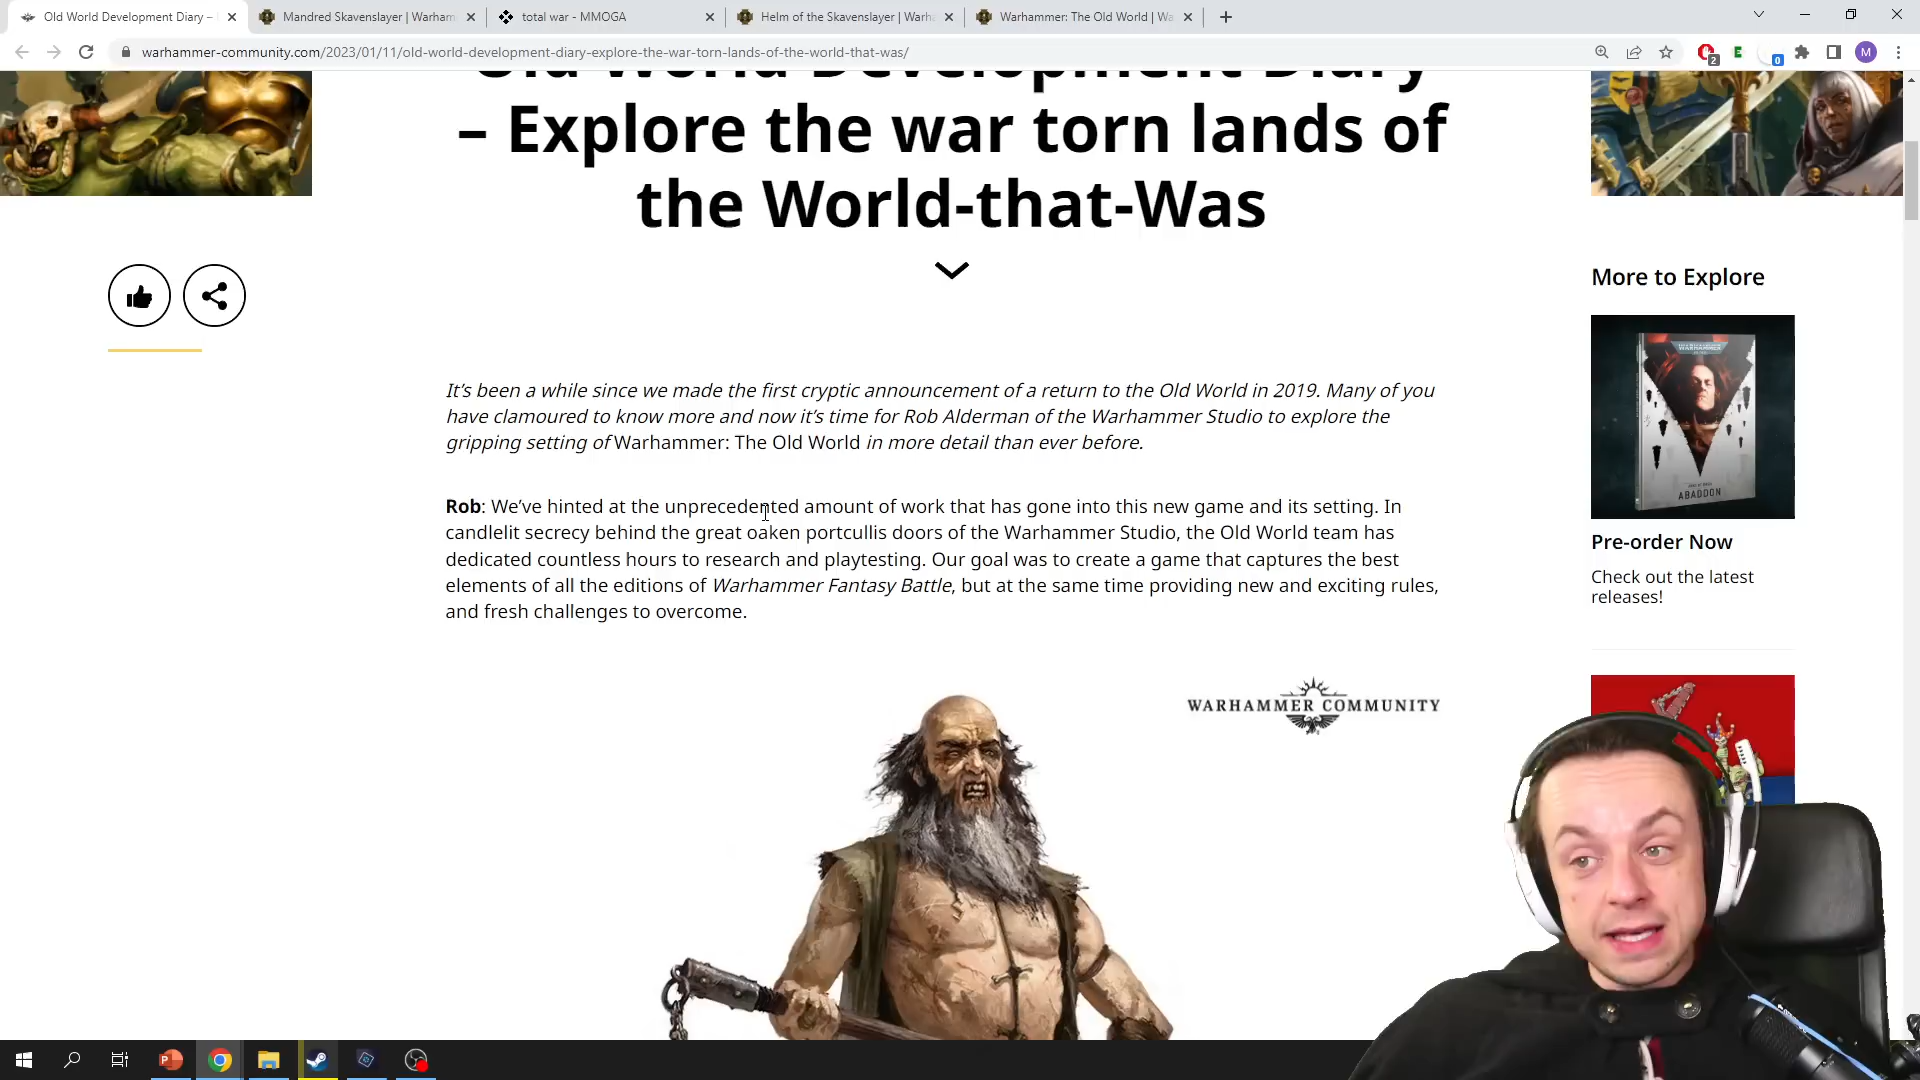 Old World Development Diary –
Mandred Skavenslayer | Warham
total war - MMOGA
Helm of the Skavenslayer | Warha
Warhammer: The Old World | Wa
warhammer-community.com/2023/01/11/old-world-development-diary-explore-the-war-torn-lands-of-the-world-that-was/
2
E
0
M
Old World Development Diary
– Explore the war torn lands of
the World-that-Was
More to Explore
WARHAMMER
ABADDON
Pre-order Now
Check out the latest
releases!
It's been a while since we made the first cryptic announcement of a return to the Old World in 2019. Many of you
have clamoured to know more and now it's time for Rob Alderman of the Warhammer Studio to explore the
gripping setting of Warhammer: The Old World in more detail than ever before.
Rob: We've hinted at the unprecedented amount of work that has gone into this new game and its setting. In
candlelit secrecy behind the great oaken portcullis doors of the Warhammer Studio, the Old World team has
dedicated countless hours to research and playtesting. Our goal was to create a game that captures the best
elements of all the editions of Warhammer Fantasy Battle, but at the same time providing new and exciting rules,
and fresh challenges to overcome.
WARHAMMER COMMUNITY
P